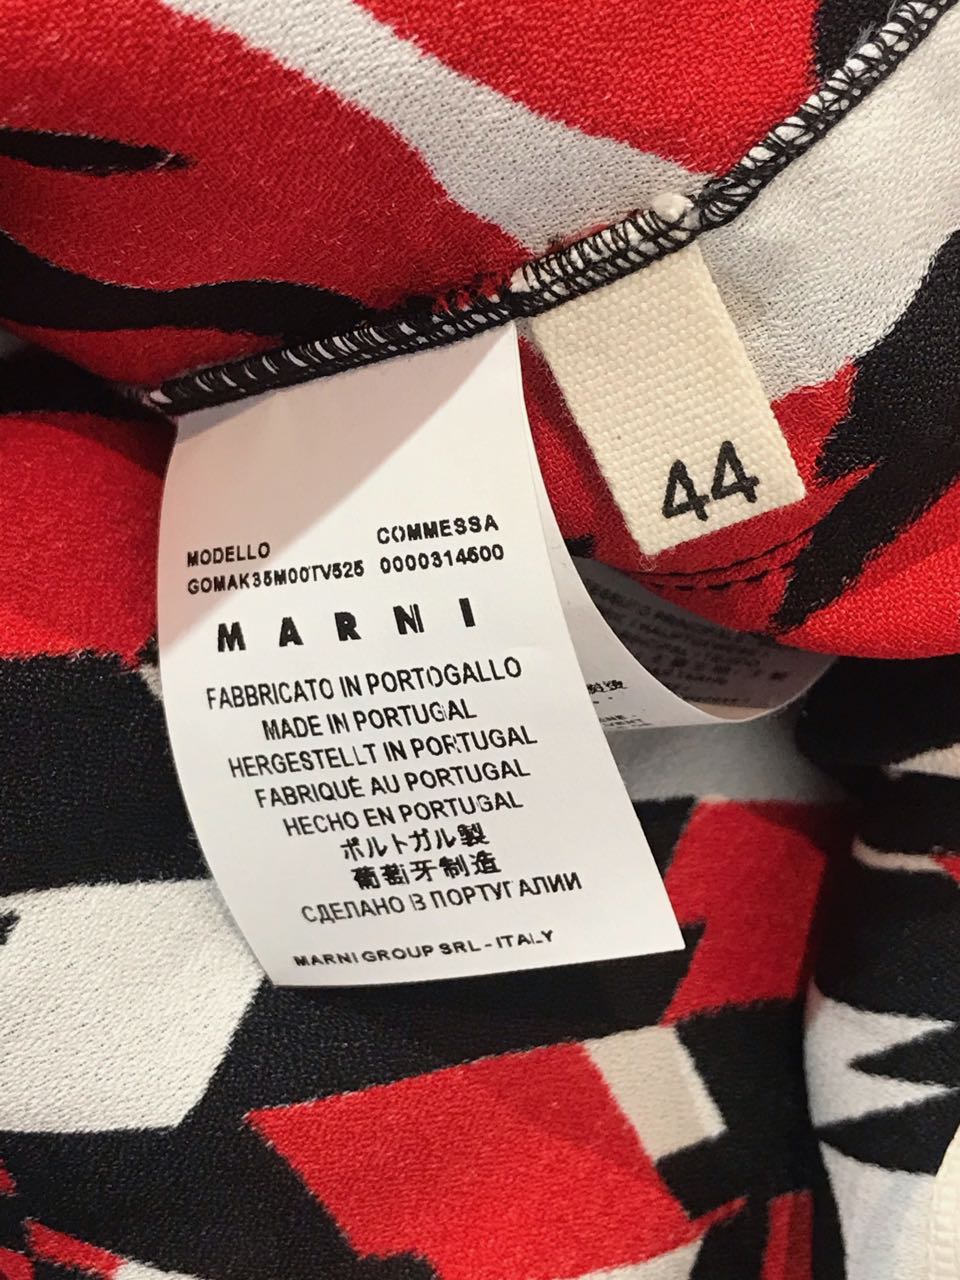 44
MODELLO COMMESSA
GOMAK35M00TV525 0000314500
MARNI
FABBRICATO IN PORTOGALLO
MADE IN PORTUGAL
HERGESTELLT IN PORTUGAL
FABRIQUÉ AU PORTUGAL
HECHO EN PORTUGAL
ポルトガル製
葡萄牙制造
СДЕЛАНО В ПОРТУГАЛИИ
MARNI GROUP SRL - ITALY